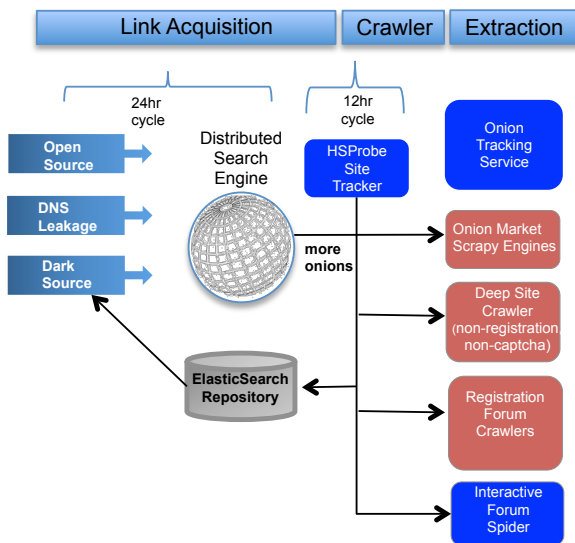 Link Acquisition
Crawler
Extraction
24hr
cycle
12hr
cycle
Open
Source
DNS
Leakage
Dark
Source
Distributed
Search
Engine
HSProbe
Site
Tracker
more
onions
ElasticSearch
Repository
Onion
Tracking
Service
Onion Market
Scrapy Engines
Deep Site
Crawler
(non-registration,
non-captcha)
Registration
Forum
Crawlers
Interactive
Forum
Spider